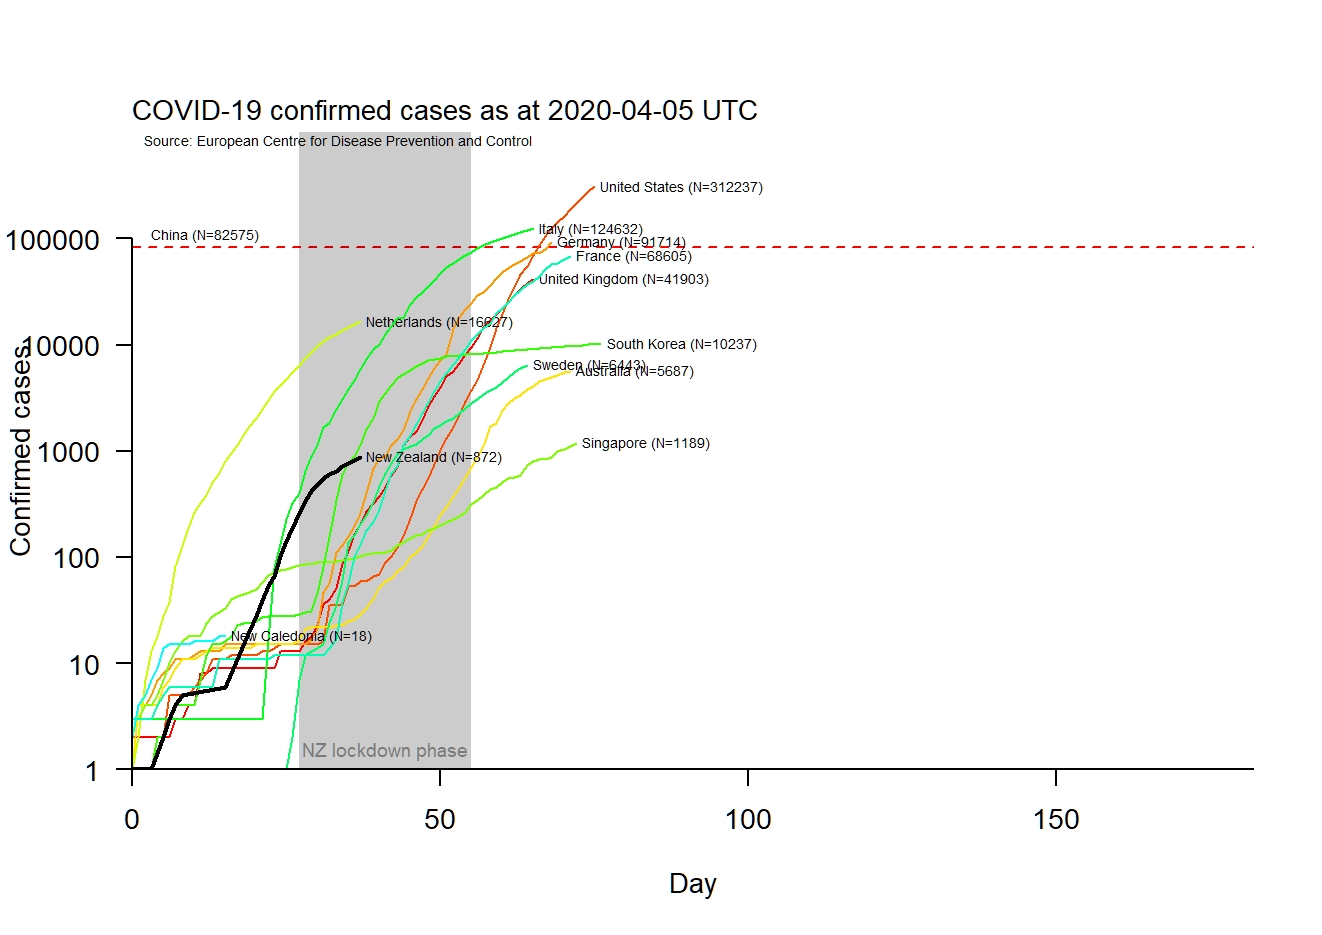 COVID-19 confirmed cases as at 2020-04-05 UTC
Source: European Centre for Disease Prevention and Control
United States (N=312237)
Italy (N=124632)
China (N=82575)
Germany (N=91714)
France (N=68605)
United Kingdom (N=41903)
Netherlands (N=16627)
South Korea (N=10237)
Sweden (N=6443)
Australia (N=5687)
Singapore (N=1189)
New Zealand (N=872)
New Caledonia (N=18)
NZ lockdown phase
Confirmed cases
100000
10000
1000
100
10
1
0 50 100 150
Day